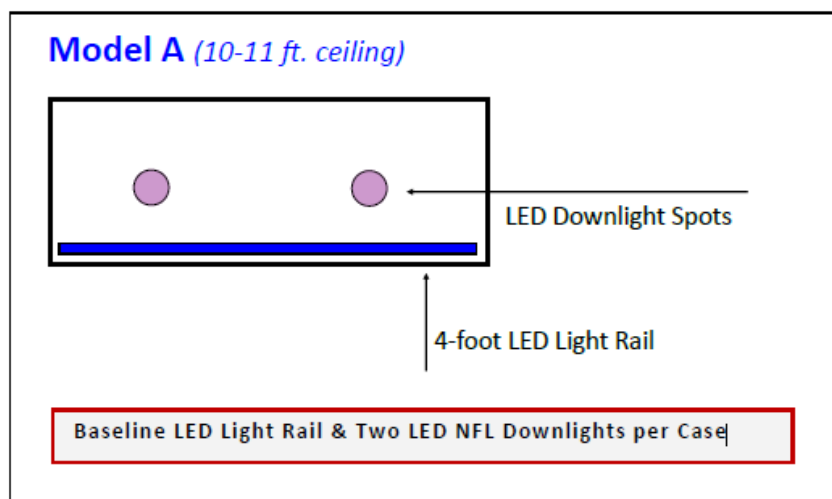 Model A (10-11 ft. ceiling)
LED Downlight Spots
4-foot LED Light Rail
Baseline LED Light Rail & Two LED NFL Downlights per Case